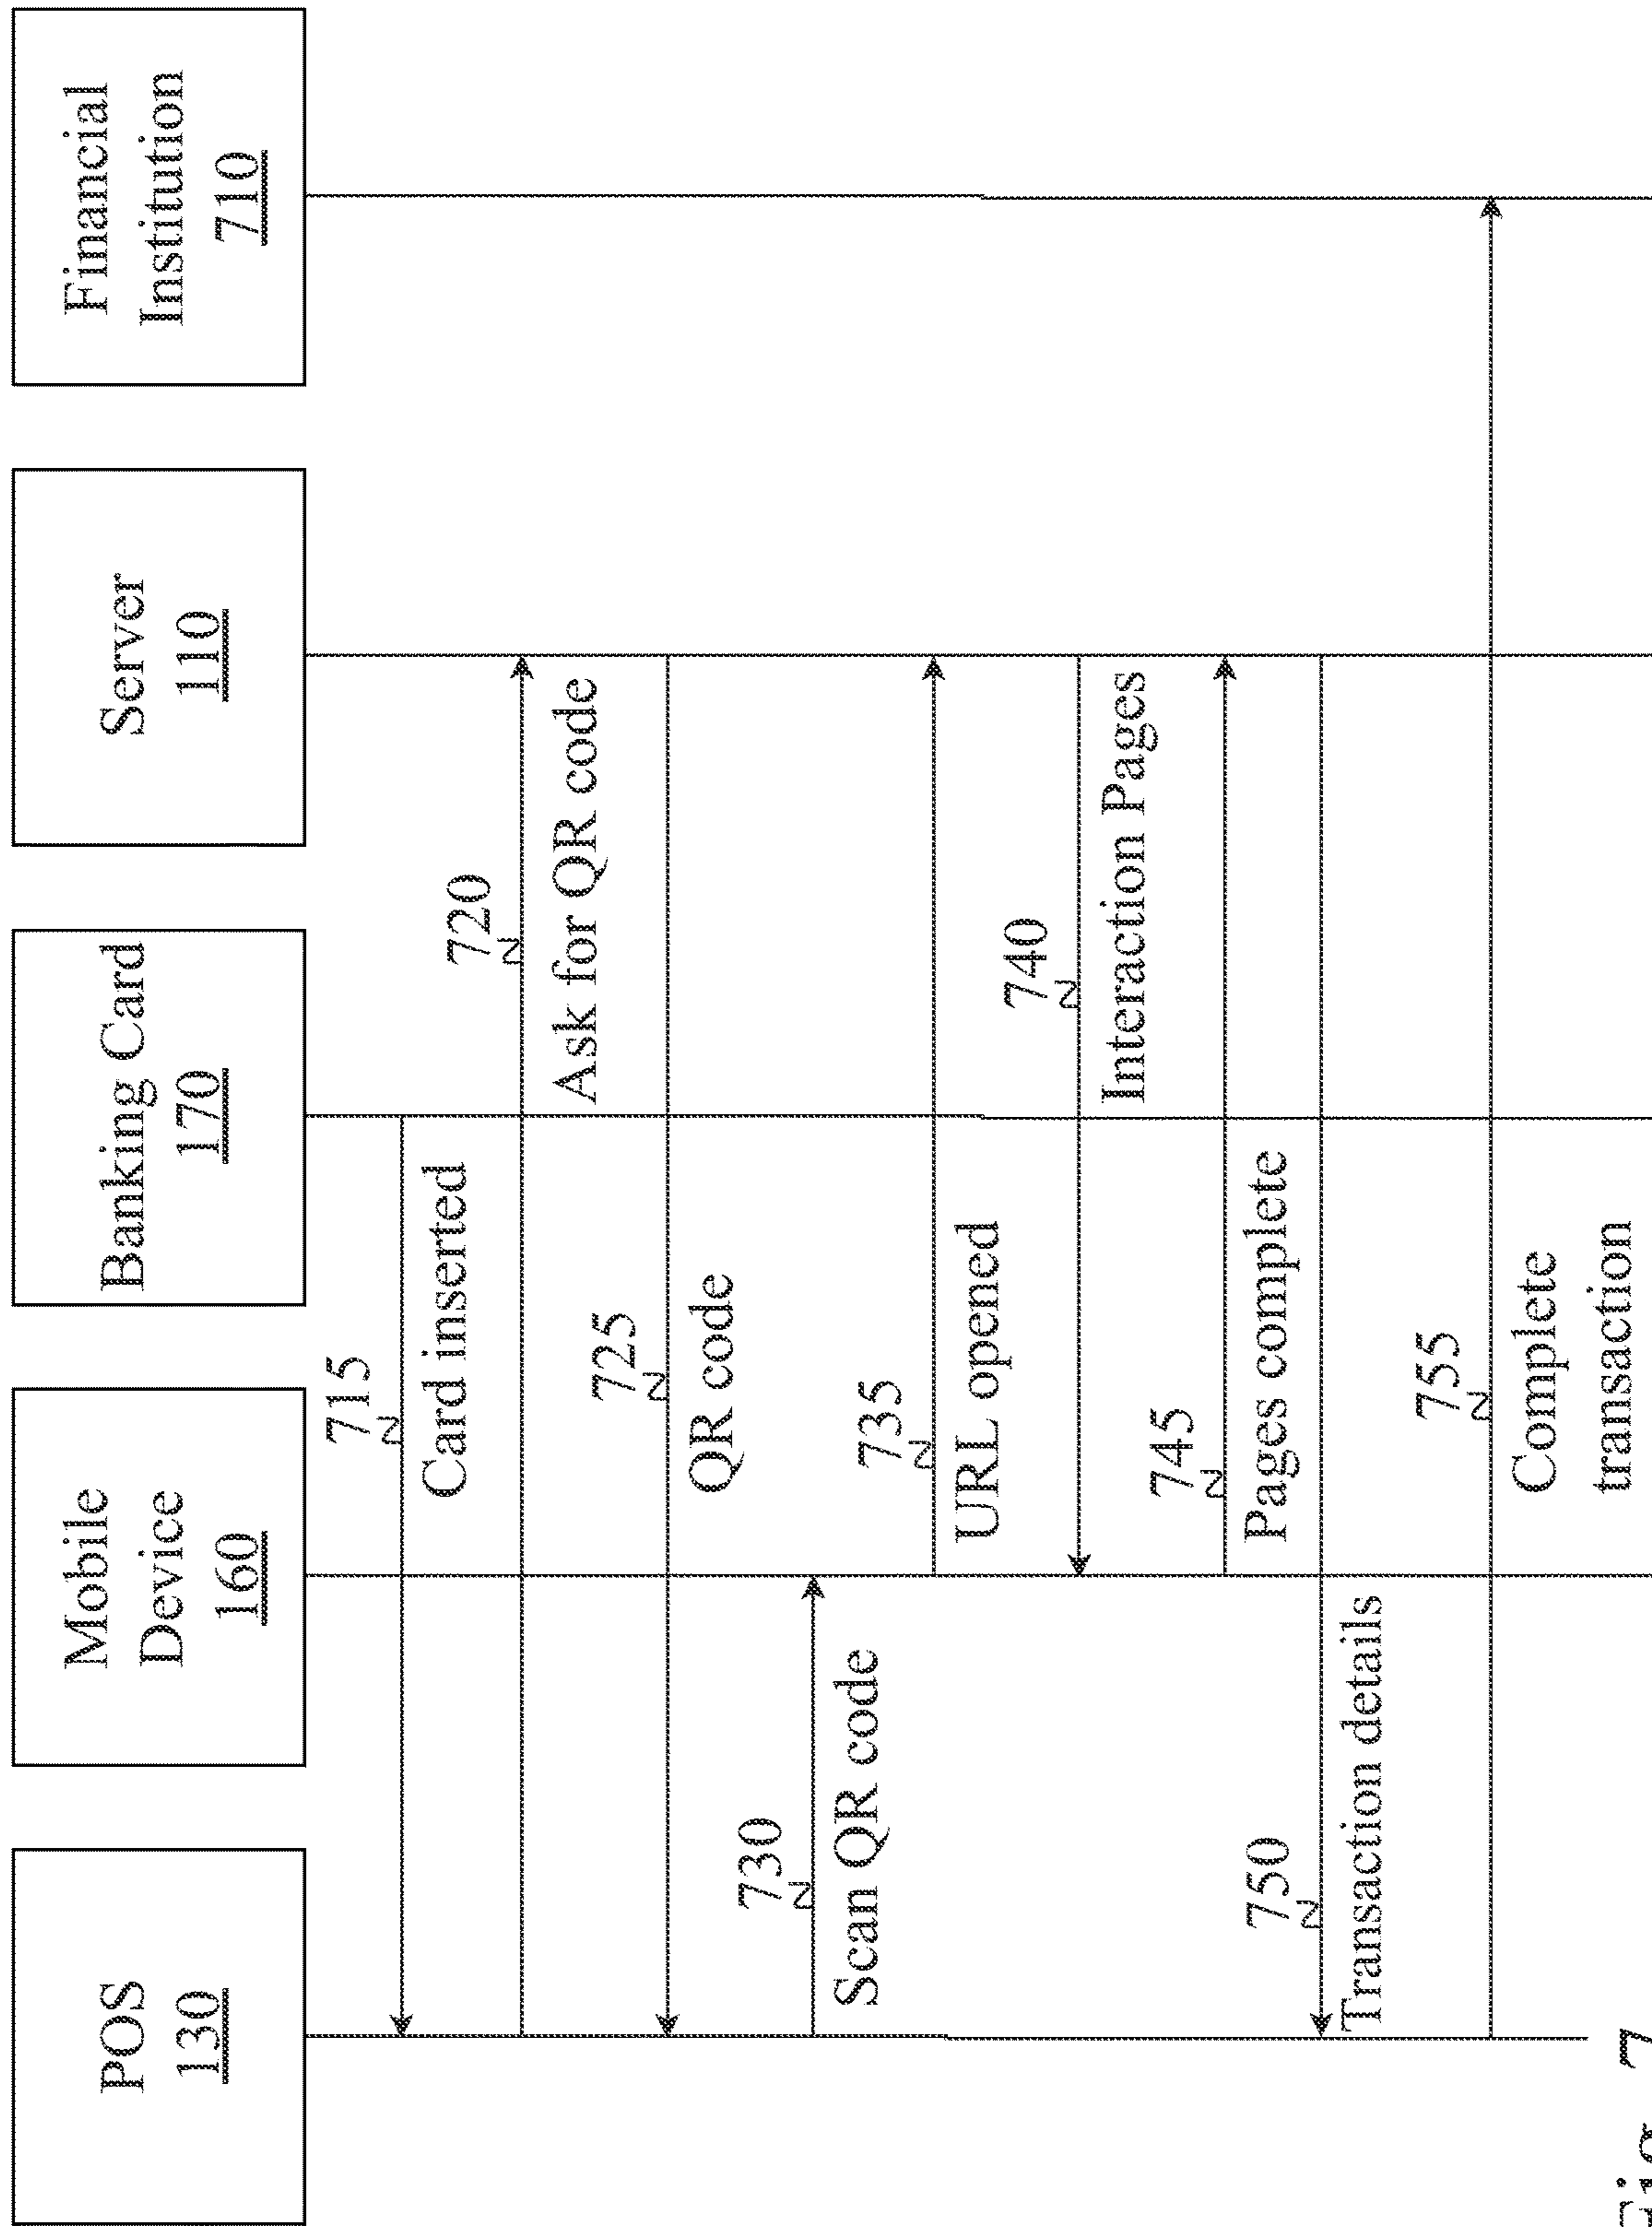 POS
130
Mobile
Device
160
Banking Card
170
Server
110
Financial
Institution
710
715
Card inserted
720
Ask for QR code
725
QR code
730
Scan QR code
735
URL opened
740
Interaction Pages
745
Pages complete
750
Transaction details
755
Complete
transaction
Fig. 7